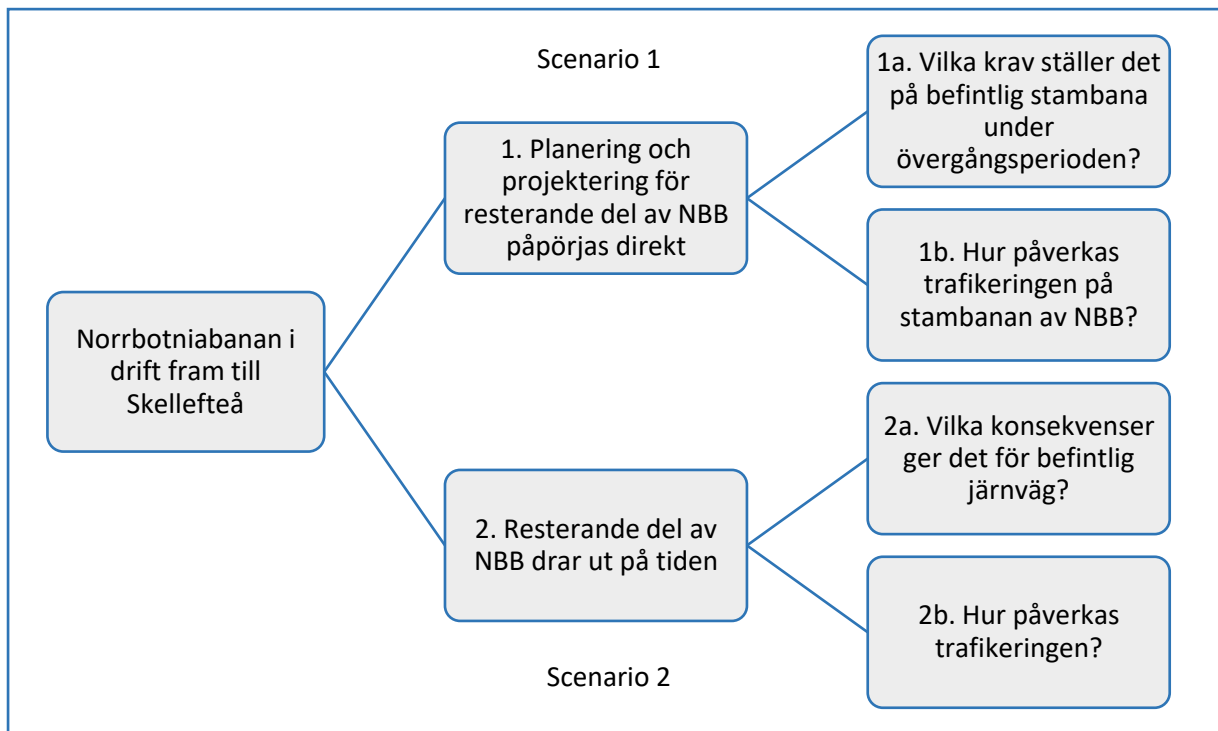 Scenario 1
1a. Vilka krav ställer det
på befintlig stambana
under
övergångsperioden?
1. Planering och
projektering för
resterande del av NBB
påpörjas direkt
1b. Hur påverkas
trafikeringen på
stambanan av NBB?
Norrbotniabanan i
drift fram till
Skellefteå
2a. Vilka konsekvenser
ger det för befintlig
järnväg?
2. Resterande del av
NBB drar ut på tiden
2b. Hur påverkas
trafikeringen?
Scenario 2